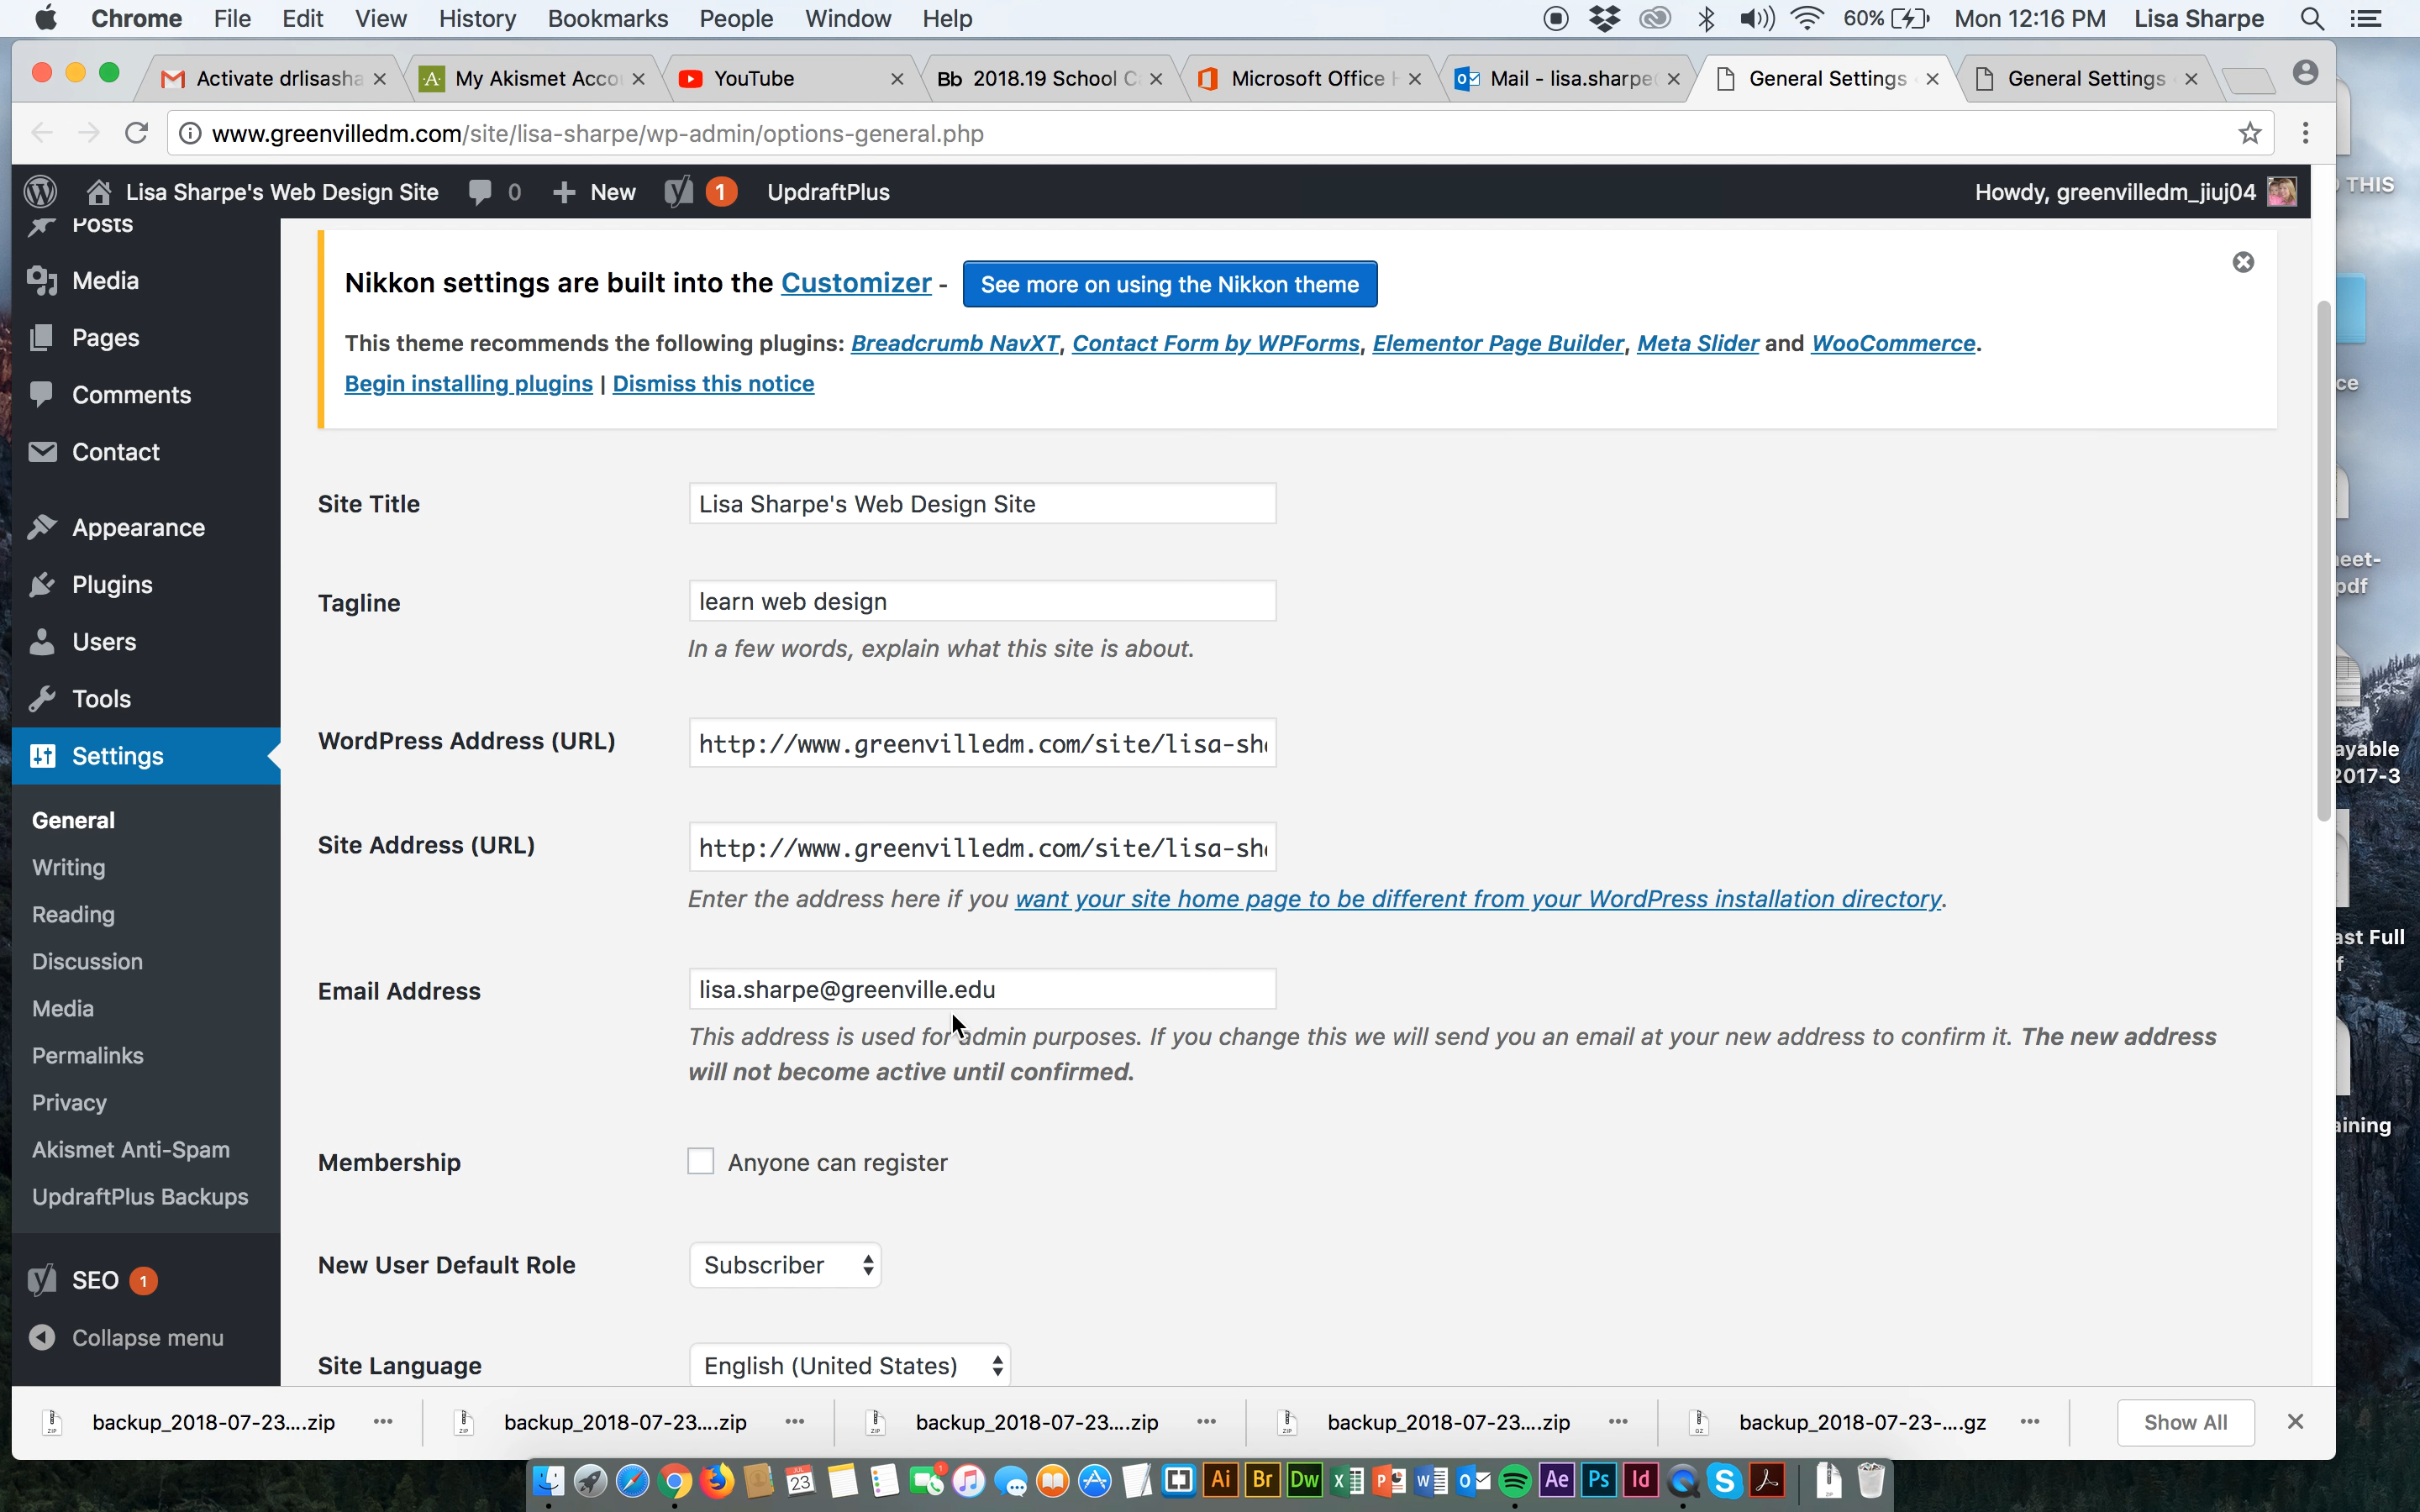 Chrome File Edit View History Bookmarks People Window Help 60% Mon 12:16 PM Lisa Sharpe
Activate drlisasha My Akismet Acco YouTube Bb 2018.19 School Microsoft Office Mail - lisa.sharpe General Settings General Settings
www.greenvilledm.com/site/lisa-sharpe/wp-admin/options-general.php
Lisa Sharpe's Web Design Site 0 + New 1 UpdraftPlus Howdy, greenvilledm_jiuj04
THIS
Posts
Media
Pages
Comments
Contact
Appearance
Plugins
Users
Tools
Settings
General
Writing
Reading
Discussion
Media
Permalinks
Privacy
Akismet Anti-Spam
UpdraftPlus Backups
SEO 1
Collapse menu
Nikkon settings are built into the Customizer - See more on using the Nikkon theme
This theme recommends the following plugins: Breadcrumb NavXT, Contact Form by WPForms, Elementor Page Builder, Meta Slider and WooCommerce.
Begin installing plugins | Dismiss this notice
Site Title Lisa Sharpe's Web Design Site
Tagline learn web design
In a few words, explain what this site is about.
WordPress Address (URL) http://www.greenvilledm.com/site/lisa-sh
Site Address (URL) http://www.greenvilledm.com/site/lisa-sh
Enter the address here if you want your site home page to be different from your WordPress installation directory.
Email Address lisa.sharpe@greenville.edu
This address is used for admin purposes. If you change this we will send you an email at your new address to confirm it. The new address
will not become active until confirmed.
Membership Anyone can register
New User Default Role Subscriber
Site Language English (United States)
backup_2018-07-23....zip backup_2018-07-23....zip backup_2018-07-23....zip backup_2018-07-23....zip backup_2018-07-23-....gz Show All
JUL 23 1 Ai Br Dw Ae Ps Id